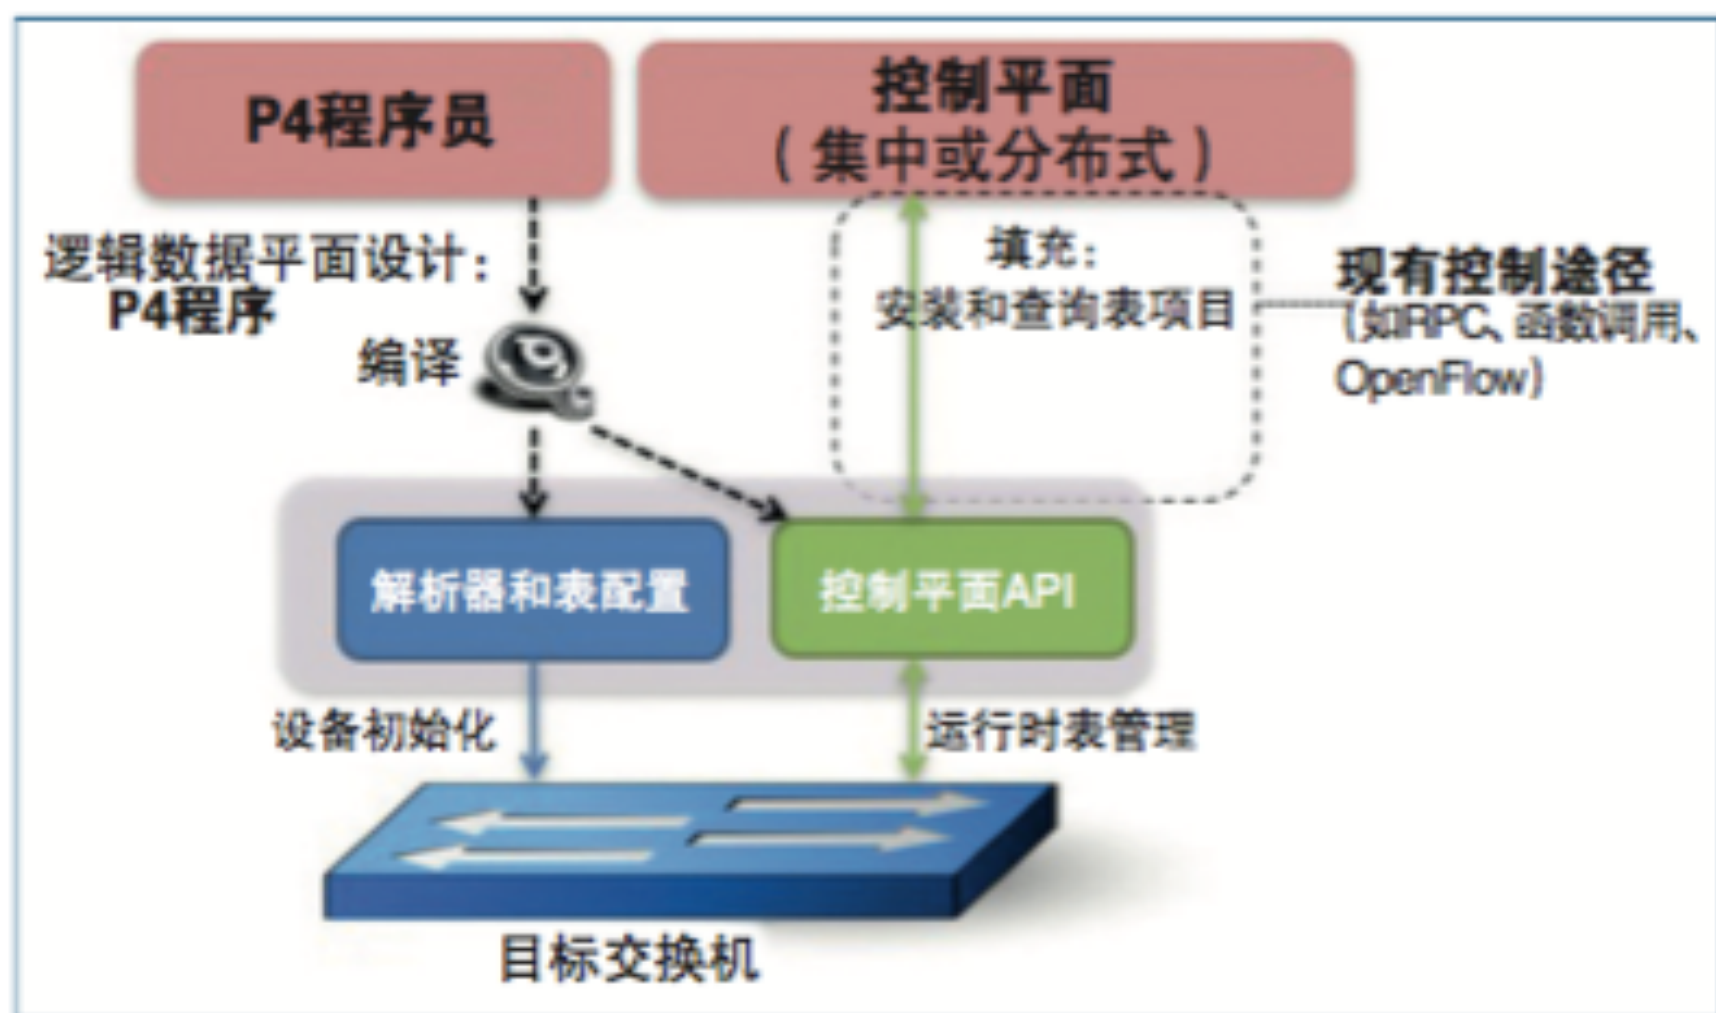 P4程序员
控制平面
（集中或分布式）
逻辑数据平面设计：
P4程序
编译
填充：
安装和查询表项目
现有控制途径
（如RPC、函数调用、
OpenFlow）
解析器和表配置
控制平面API
设备初始化
运行时表管理
目标交换机